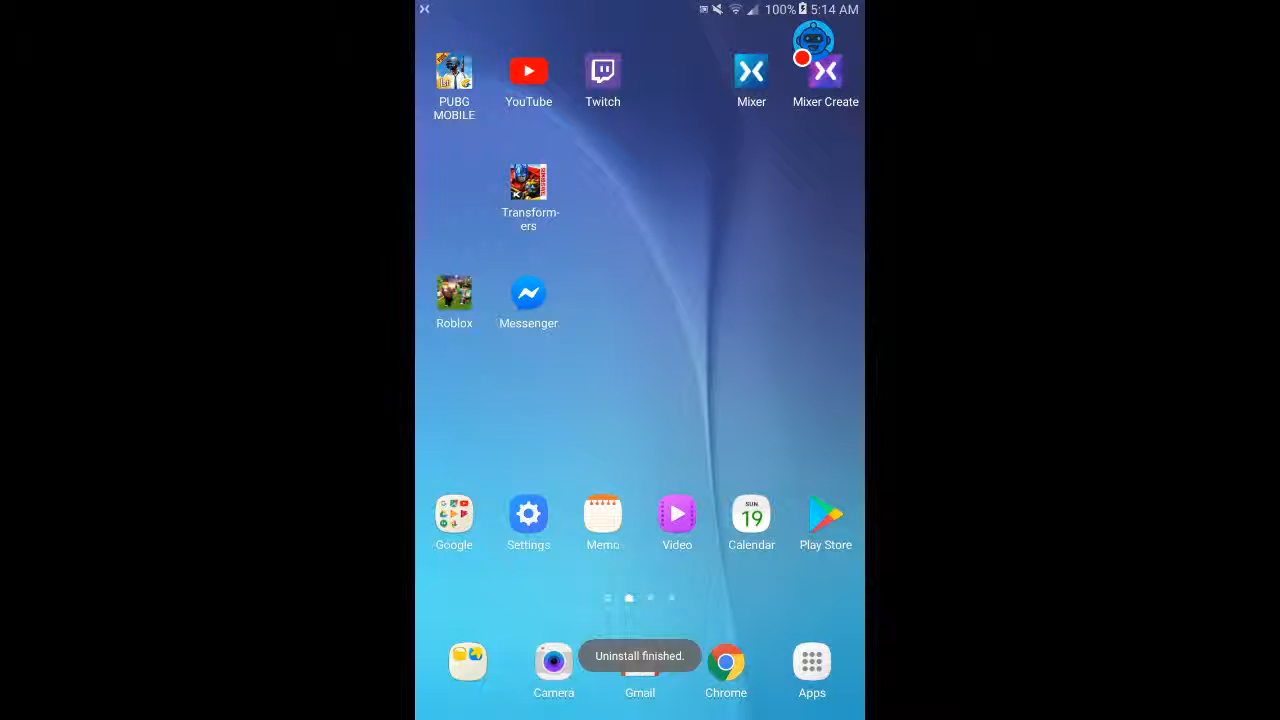 100% 5:14 AM
PUBG MOBILE
YouTube
Twitch
Mixer
Mixer Create
Transform-
ers
Roblox
Messenger
SUN
19
Google
Settings
Memo
Video
Calendar
Play Store
Uninstall finished.
Camera
Gmail
Chrome
Apps